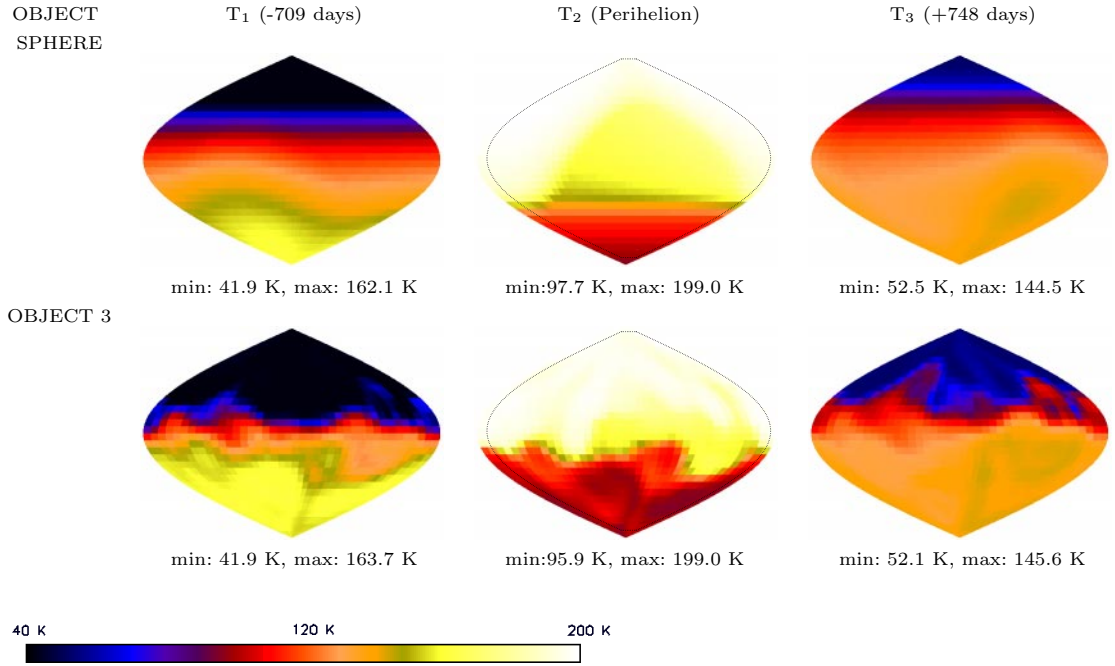 OBJECT T₁ (-709 days) T₂ (Perihelion) T₃ (+748 days)
SPHERE
min: 41.9 K, max: 162.1 K min:97.7 K, max: 199.0 K min: 52.5 K, max: 144.5 K
OBJECT 3
min: 41.9 K, max: 163.7 K min:95.9 K, max: 199.0 K min: 52.1 K, max: 145.6 K
40 K 120 K 200 K